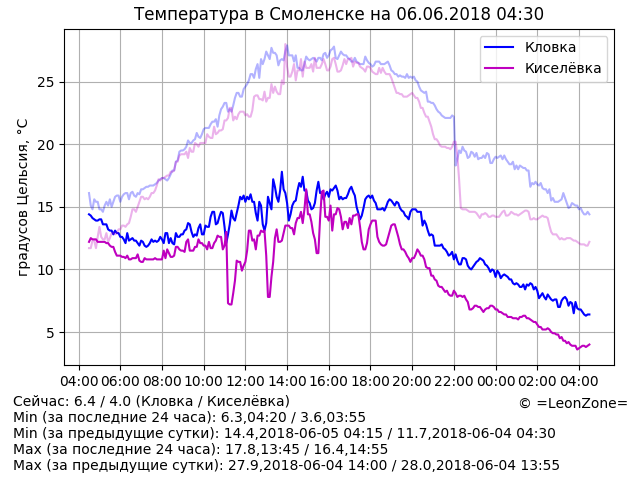 Температура в Смоленске на 06.06.2018 04:30
градусов Цельсия, °C
25
20
15
10
5
Кловка
Киселёвка
04:00 06:00 08:00 10:00 12:00 14:00 16:00 18:00 20:00 22:00 00:00 02:00 04:00
Сейчас: 6.4 / 4.0 (Кловка / Киселёвка)
© =LeonZone=
Min (за последние 24 часа): 6.3,04:20 / 3.6,03:55
Min (за предыдущие сутки): 14.4,2018-06-05 04:15 / 11.7,2018-06-04 04:30
Max (за последние 24 часа): 17.8,13:45 / 16.4,14:55
Max (за предыдущие сутки): 27.9,2018-06-04 14:00 / 28.0,2018-06-04 13:55